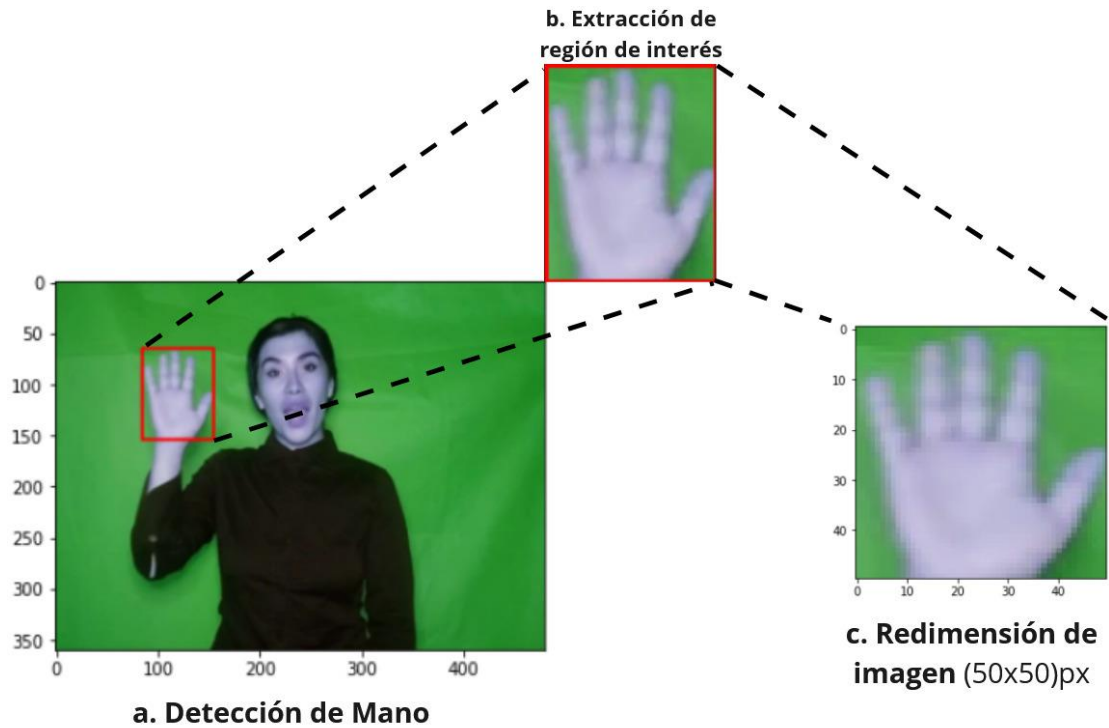 b. Extracción de
región de interés
0
50
100
150
200
250
300
350
0 100 200 300 400
a. Detección de Mano
0
10
20
30
40
0 10 20 30 40
c. Redimensión de
imagen (50x50)px